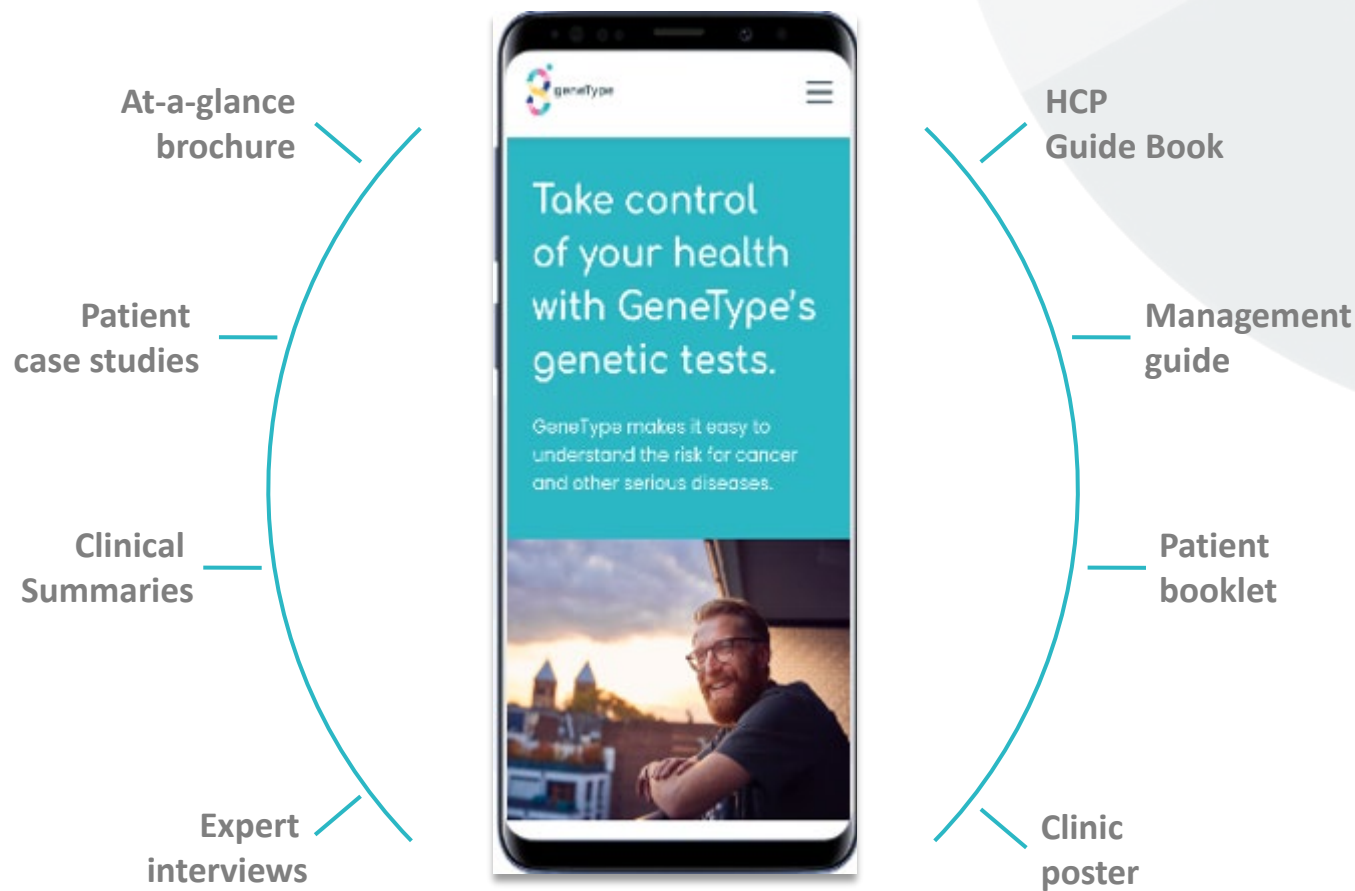 At-a-glance
brochure
Patient
case studies
Clinical
Summaries
Expert
interviews
geneType
Take control
of your health
with GeneType's
genetic tests.
GeneType makes it easy to
understand the risk for cancer
and other serious diseases.
HCP
Guide Book
Management
guide
Patient
booklet
Clinic
poster